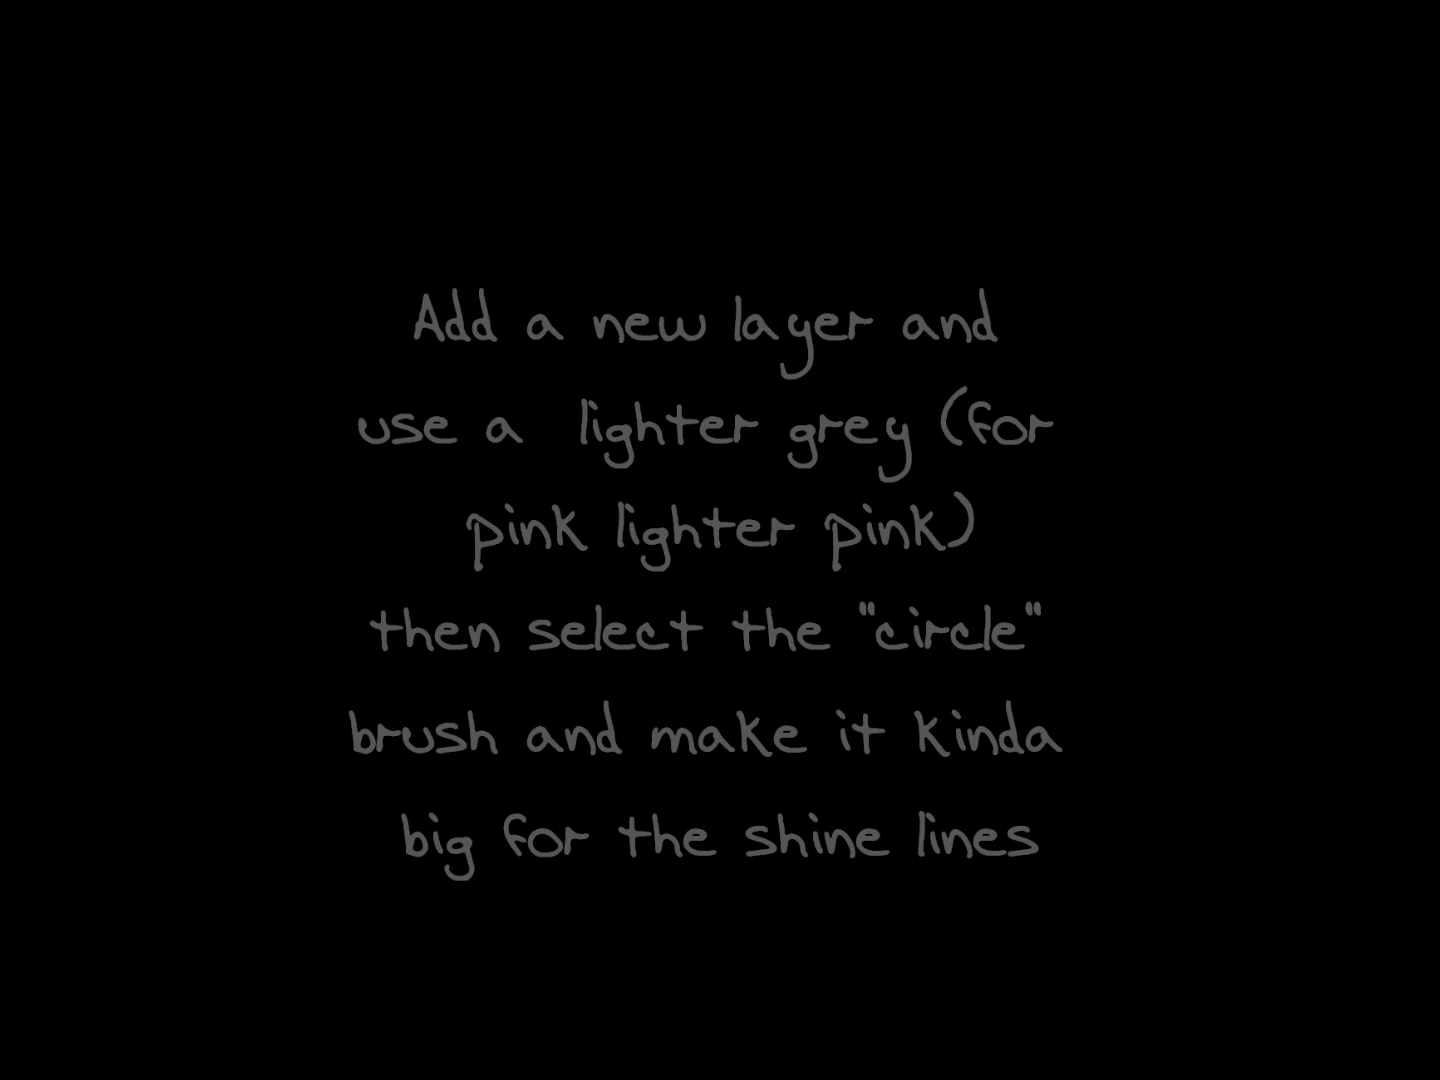 Add a new layer and
use a lighter grey (for
pink lighter pink)
then select the "circle"
brush and make it kinda
big for the shine lines